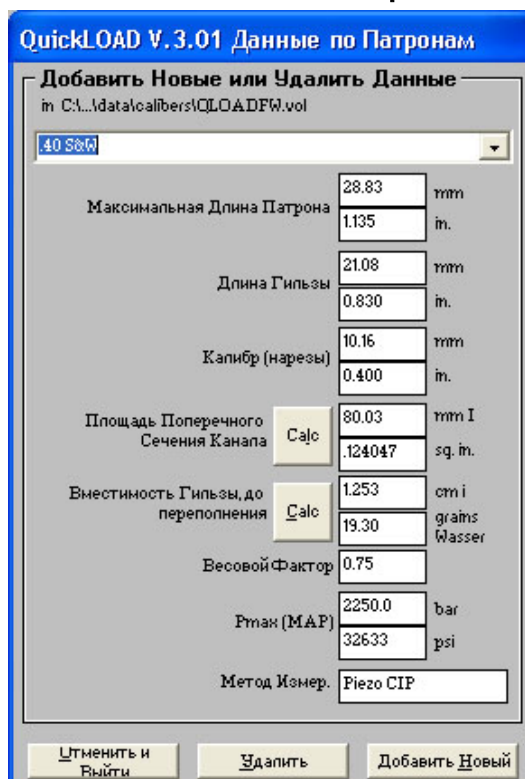 QuickLOAD V.3.01 Данные по Патронам
Добавить Новые или Удалить Данные
in C:\...\data\calibers\QLOADFW.vol
.40 S&W
Максимальная Длина Патрона
28.83 mm
1.135 in.
Длина Гильзы
21.08 mm
0.830 in.
Калибр (нарезы)
10.16 mm
0.400 in.
Площадь Поперечного
Сечения Канала
Calc
80.03 mm I
.124047 sq. in.
Вместимость Гильзы, до
переполнения
Calc
1.253 cm i
19.30 grains
Wasser
Весовой Фактор 0.75
Pmax (MAP)
2250.0 bar
32633 psi
Метод Измер. Piezo CIP
Отменить и
Выйти
Удалить
Добавить Новый